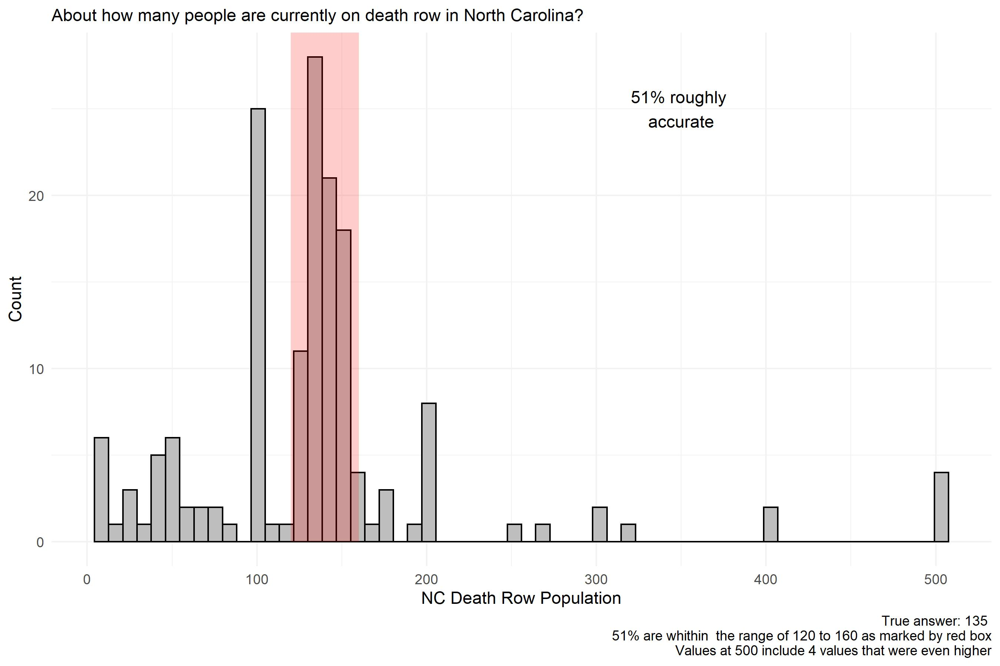 About how many people are currently on death row in North Carolina?
51% roughly
accurate
20
10
0
Count
0 100 200 300 400 500
NC Death Row Population
True answer: 135
51% are whithin  the range of 120 to 160 as marked by red box
Values at 500 include 4 values that were even higher